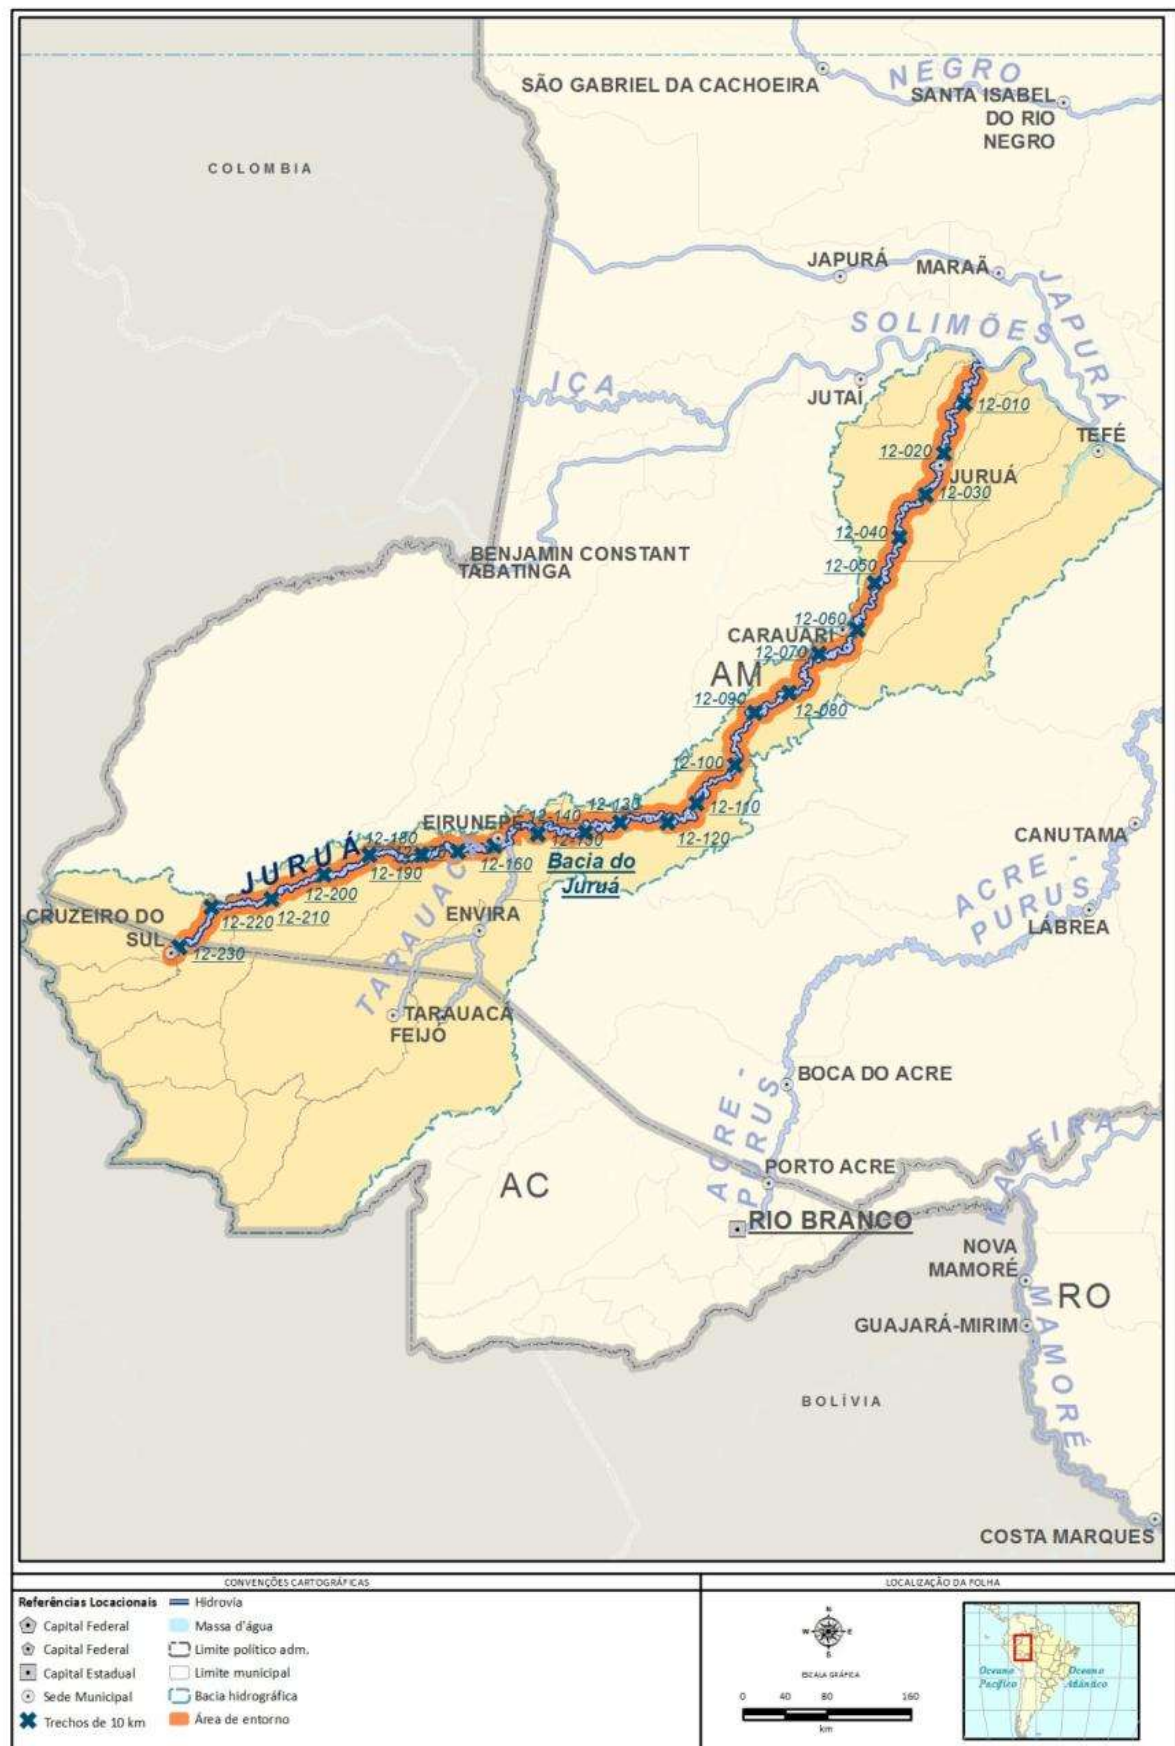 NEGRO
SÃO GABRIEL DA CACHOEIRA
SANTA ISABEL
DO RIO
NEGRO
COLOMBIA
JAPURÁ
MARAÃ
JAPURÁ
SOLIMÕES
IÇA
JUTAÍ
12-010
TEFÉ
12-020
JURUÁ
12-030
12-040
BENJAMIN CONSTANT
TABATINGA
12-050
12-060
CARAUARI
12-070
AM
12-090
12-080
12-100
12-110
12-130
12-140
EIRUNEPÉ
12-120
CANUTAMA
12-180
JURUÁ
12-160
Bacia do
Juruá
12-190
12-200
ACRE -
PURUS
12-210
CRUZEIRO DO
SUL
12-220
ENVIRA
LÁBREA
12-230
TARAUACÁ
TARAUACÁ
FEIJÓ
BOCA DO ACRE
ACRE -
PURUS
MADEIRA
PORTO ACRE
AC
RIO BRANCO
NOVA
MAMORÉ
RO
GUAJARÁ-MIRIM
MAMORÉ
BOLÍVIA
COSTA MARQUES
CONVENÇÕES CARTOGRÁFICAS
Referências Locacionais
Capital Federal
Capital Federal
Capital Estadual
Sede Municipal
Trechos de 10 km
Hidrovia
Massa d'água
Limite político adm.
Limite municipal
Bacia hidrográfica
Área de entorno
LOCALIZAÇÃO DA FOLHA
N
W E
S
ESCALA GRÁFICA
0 40 80 160
km
Oceano
Pacífico
Oceano
Atlântico